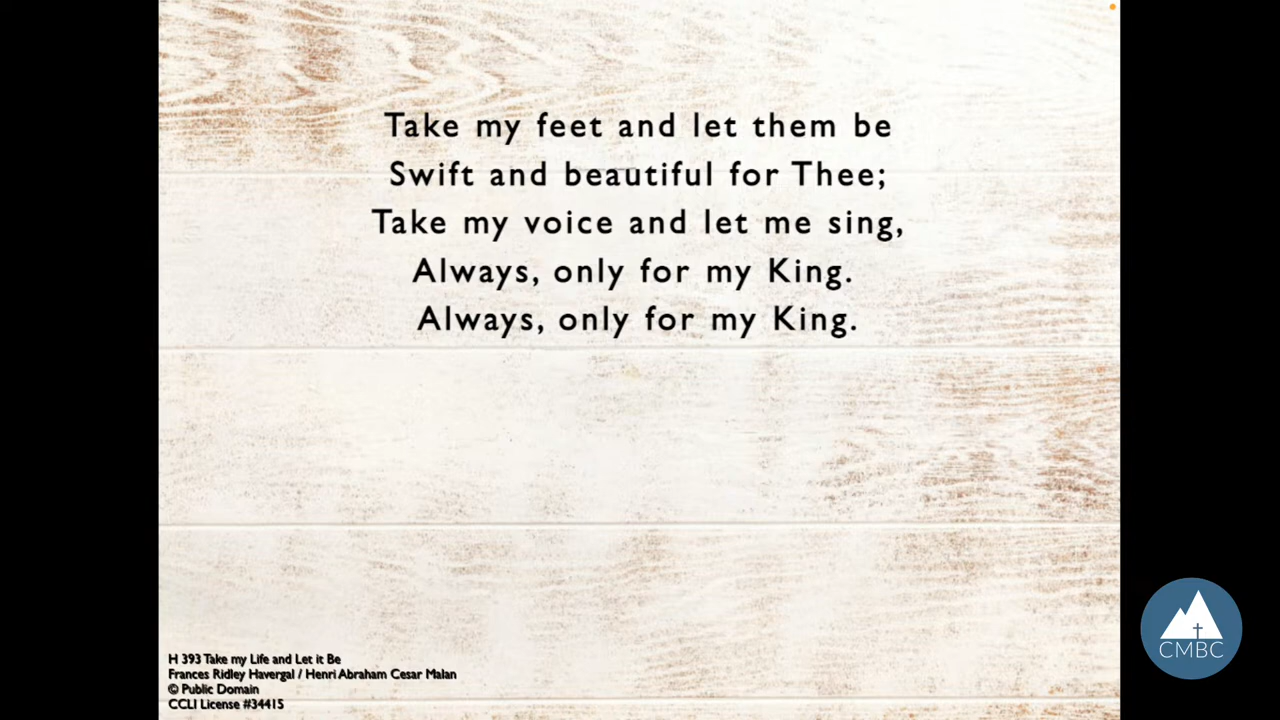 Take my feet and let them be
Swift and beautiful for Thee;
Take my voice and let me sing,
Always, only for my King.
Always, only for my King.
H 393 Take my Life and Let it Be
Frances Ridley Havergal / Henri Abraham Cesar Malan
© Public Domain
CCLI License #34415
CMBC